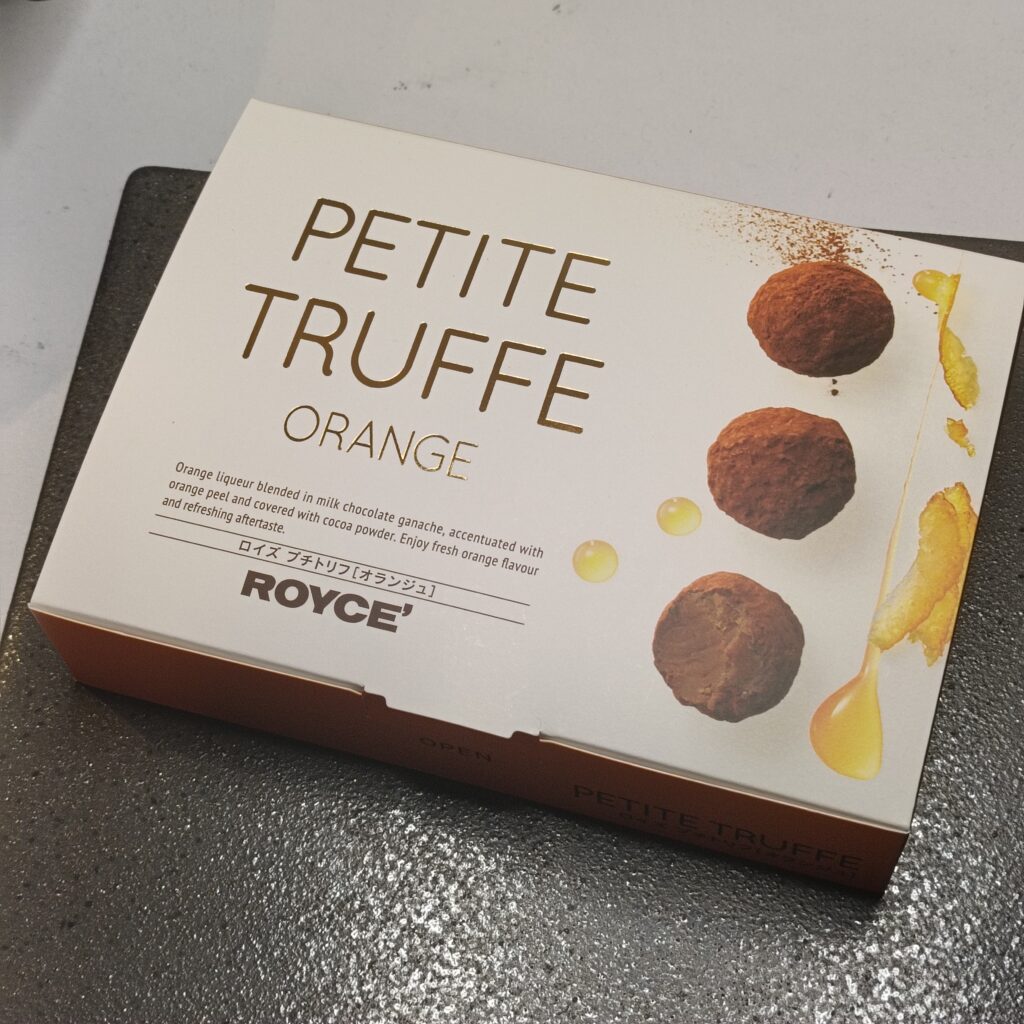 PETITE
TRUFFE
ORANGE
Orange liqueur blended in milk chocolate ganache, accentuated with
orange peel and covered with cocoa powder. Enjoy fresh orange flavour
and refreshing aftertaste.
ロイズ プチトリフ[オランジュ]
ROYCE'
OPEN
PETITE TRUFFE